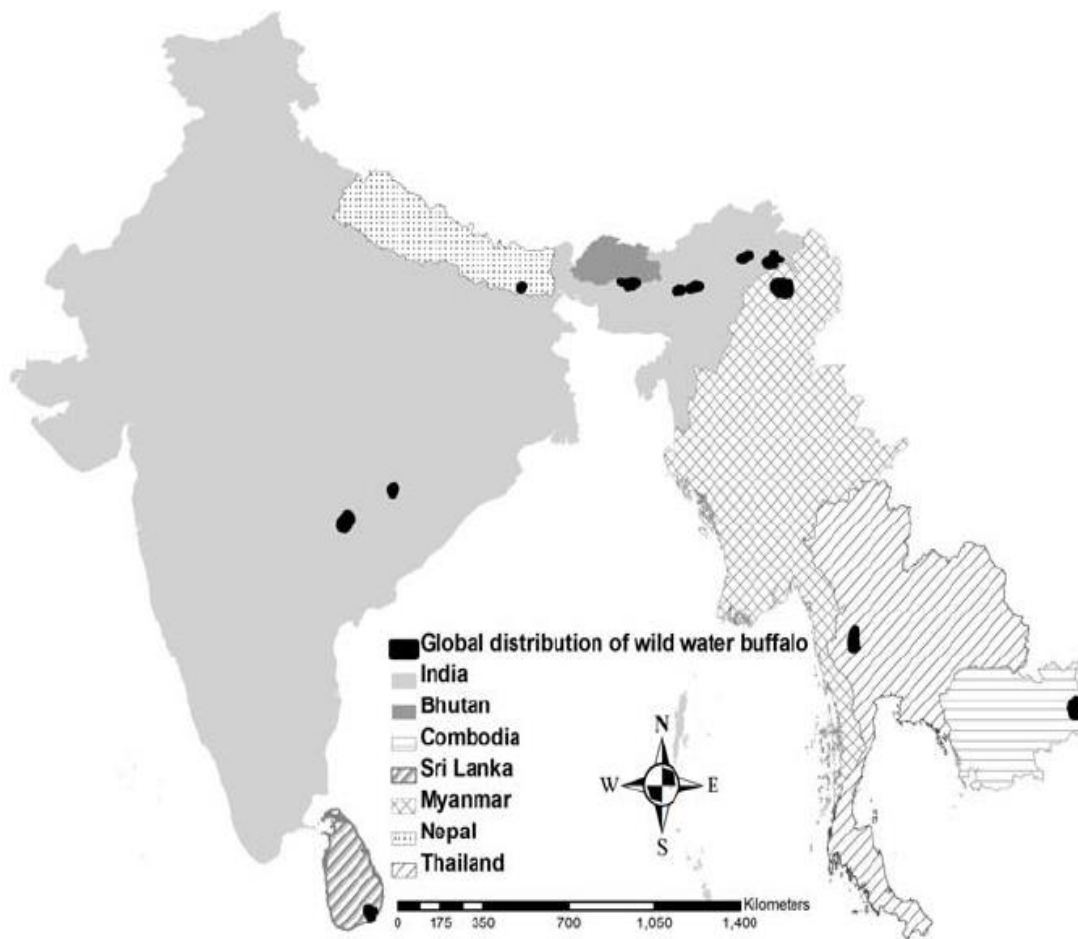 Global distribution of wild water buffalo
India
Bhutan
Combodia
Sri Lanka
Myanmar
Nepal
Thailand
N
W E
S
Kilometers
0 175 350 700 1,050 1,400